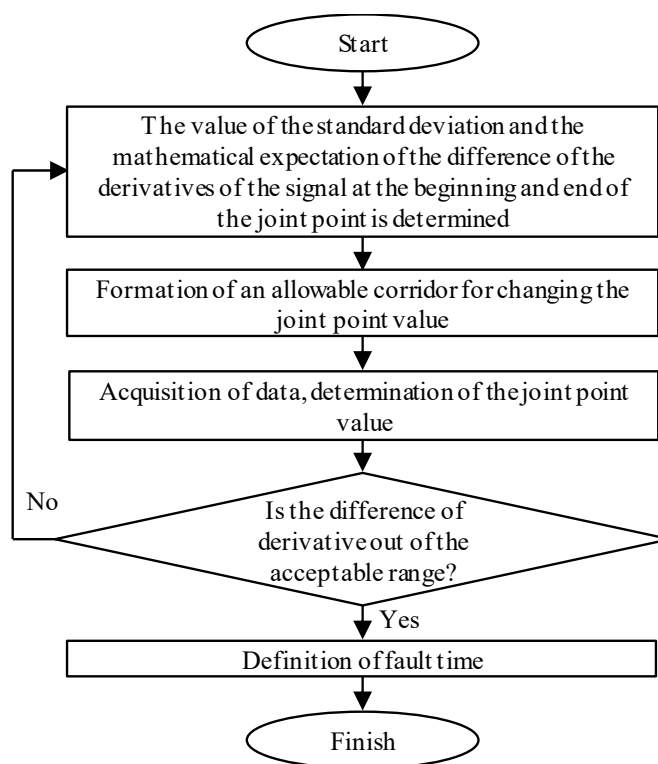 Start
The value of the standard deviation and the
mathematical expectation of the difference of the
derivatives of the signal at the beginning and end of
the joint point is determined
Formation of an allowable corridor for changing the
joint point value
Acquisition of data, determination of the joint point
value
No
Is the difference of
derivative out of the
acceptable range?
Yes
Definition of fault time
Finish